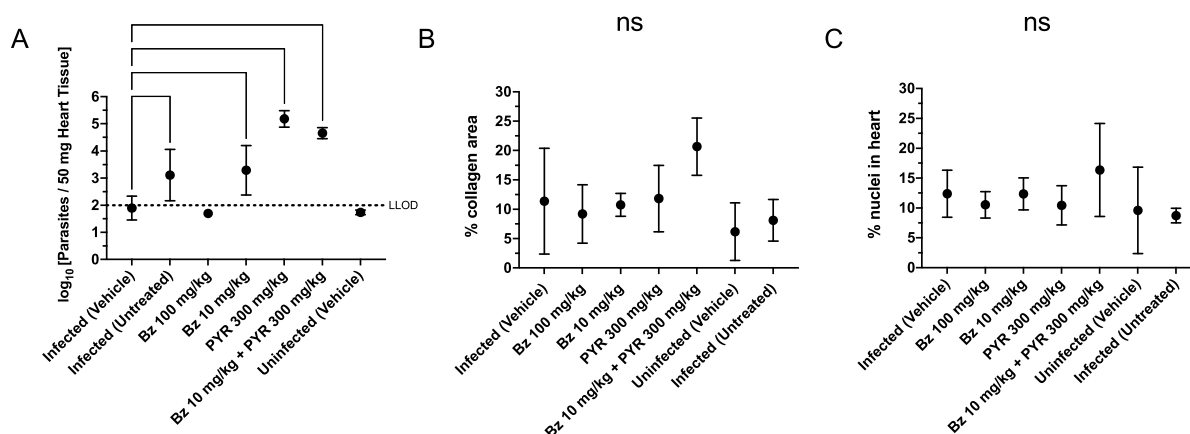 A
log10 [Parasites / 50 mg Heart Tissue]
6
5
4
3
2
1
0
LLOD
Infected (Vehicle)
Infected (Untreated)
Bz 100 mg/kg
Bz 10 mg/kg
PYR 300 mg/kg
Bz 10 mg/kg + PYR 300 mg/kg
Uninfected (Vehicle)
B
ns
% collagen area
30
25
20
15
10
5
0
Infected (Vehicle)
Bz 100 mg/kg
Bz 10 mg/kg
PYR 300 mg/kg
Bz 10 mg/kg + PYR 300 mg/kg
Uninfected (Vehicle)
Infected (Untreated)
C
ns
% nuclei in heart
30
25
20
15
10
5
0
Infected (Vehicle)
Bz 100 mg/kg
Bz 10 mg/kg
PYR 300 mg/kg
Bz 10 mg/kg + PYR 300 mg/kg
Uninfected (Vehicle)
Infected (Untreated)